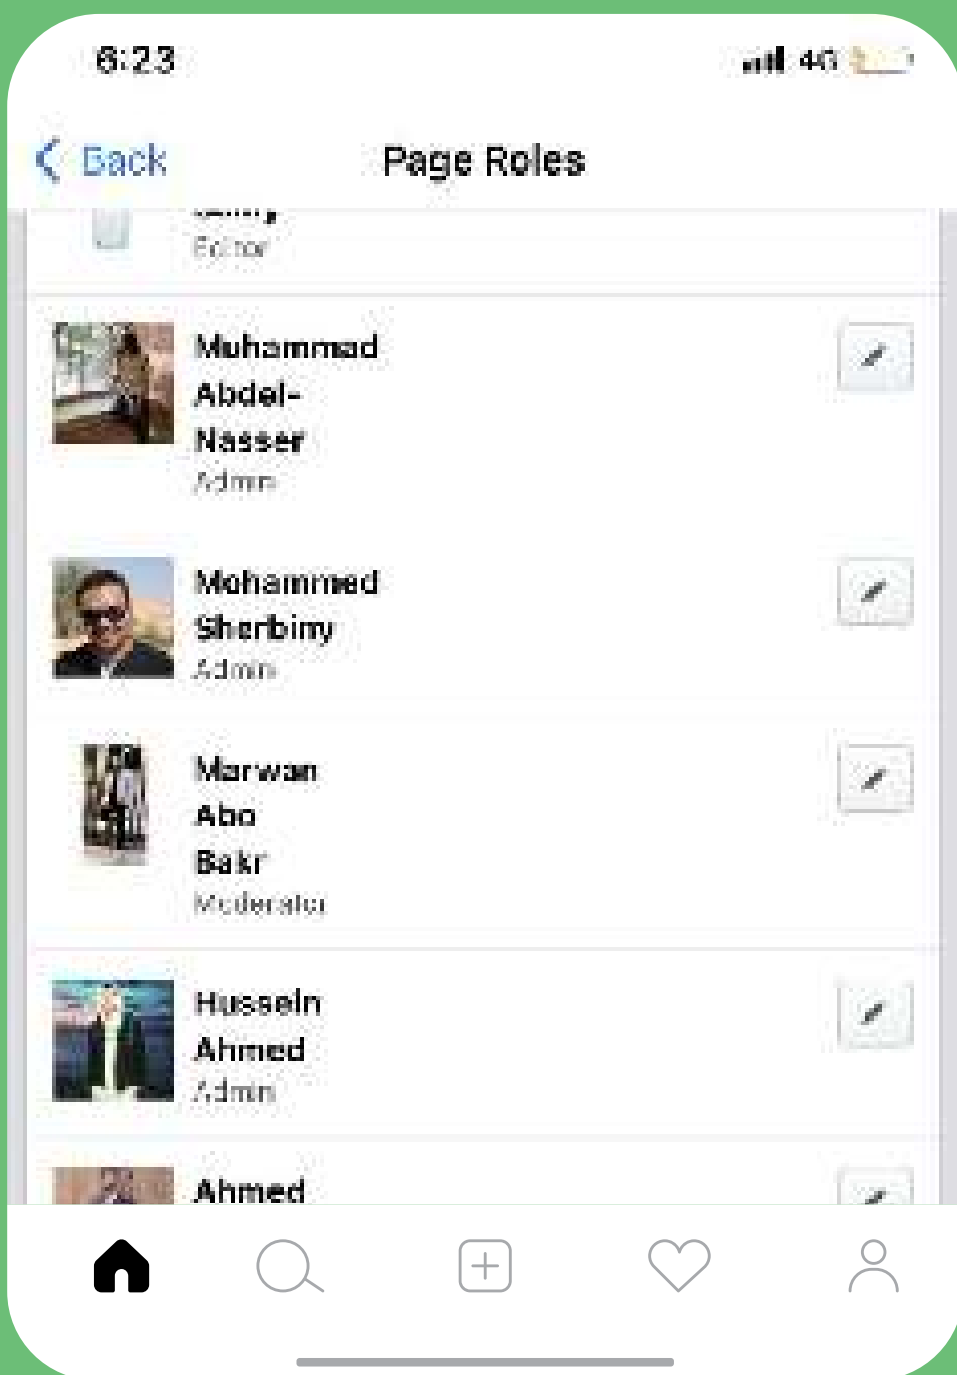 6:23
4G
Back
Page Roles
Editor
Muhammad
Abdel-
Nasser
Admin
Mohammed
Sherbiny
Admin
Marwan
Abo
Bakr
Moderator
Hussein
Ahmed
Admin
Ahmed